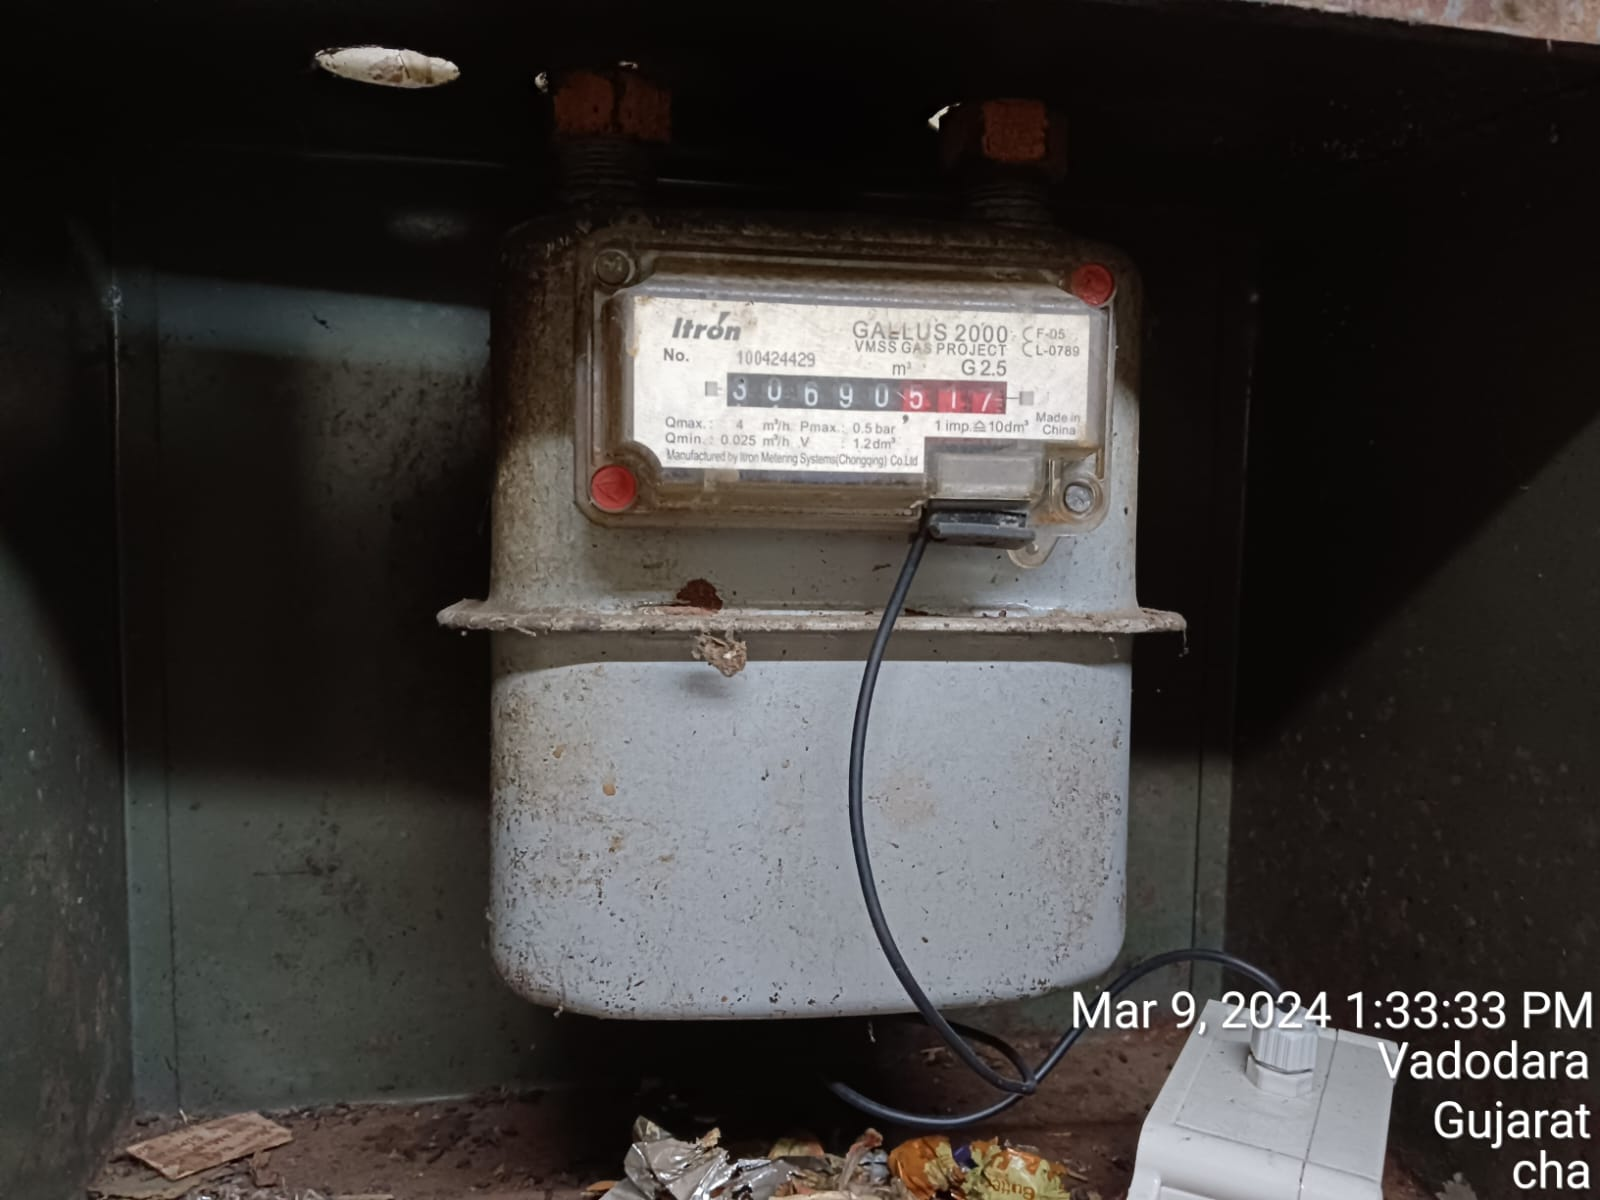 Itron
GALLUS 2000
F-05
VMSS GAS PROJECT
L-0789
No. 100424429
m³ G 2.5
30690517
Qmax.: 4 m³/h Pmax.: 0.5 bar
1 imp.≙10dm³
Made in
China
Qmin.: 0.025 m³/h V : 1.2dm³
Manufactured by Itron Metering Systems(Chongqing) Co.Ltd
Mar 9, 2024 1:33:33 PM
Vadodara
Gujarat
cha